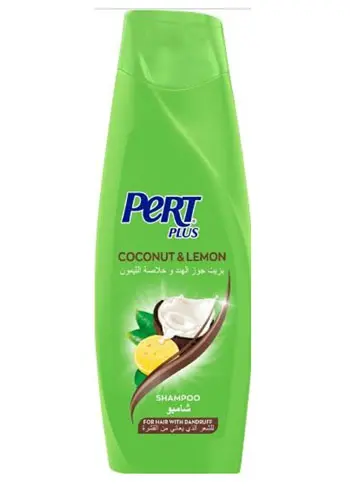 PERT
PLUS
COCONUT & LEMON
بزيت جوز الهند و خلاصة الليمون
SHAMPOO
شامبو
FOR HAIR WITH DANDRUFF
للشعر الذي يعاني من القشرة